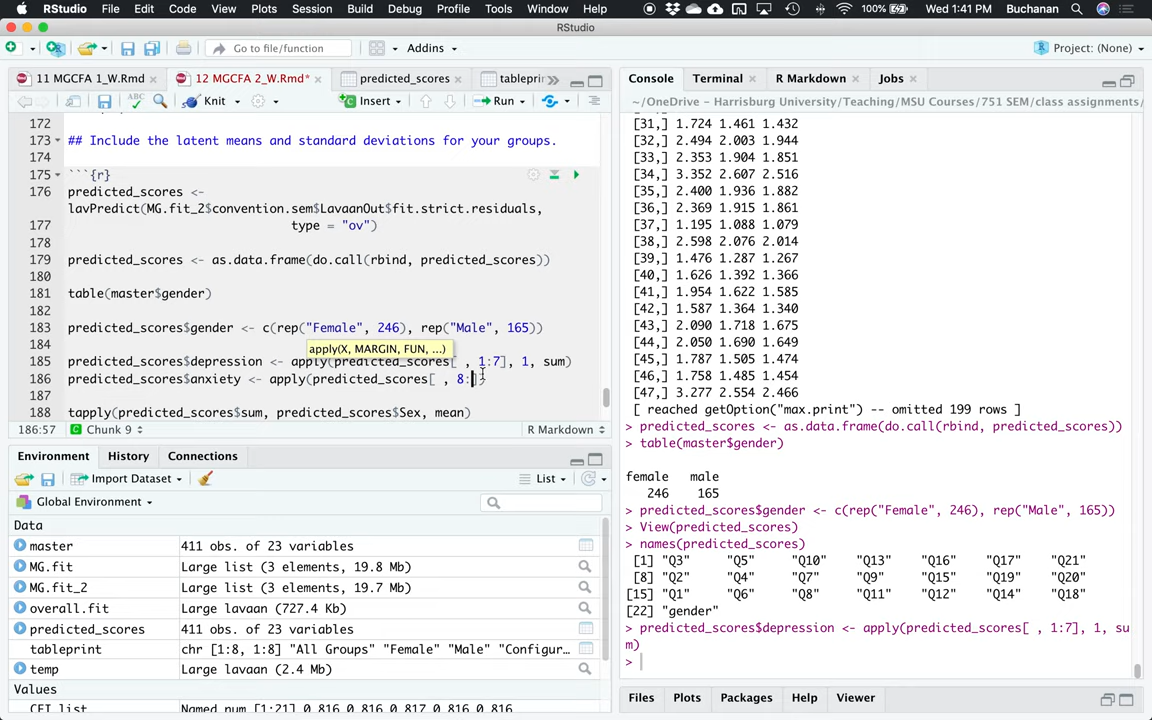 RStudio File Edit Code View Plots Session Build Debug Profile Tools Window Help 100% Wed 1:41 PM Buchanan
RStudio
Go to file/function Addins Project: (None)
11 MGCFA 1_W.Rmd 12 MGCFA 2_W.Rmd* predicted_scores tableprin
Knit Insert Run
172
173 ## Include the latent means and standard deviations for your groups.
174
175 ```{r}
176 predicted_scores <-
lavPredict(MG.fit_2$convention.sem$LavaanOut$fit.strict.residuals,
177 type = "ov")
178
179 predicted_scores <- as.data.frame(do.call(rbind, predicted_scores))
180
181 table(master$gender)
182
183 predicted_scores$gender <- c(rep("Female", 246), rep("Male", 165))
apply(X, MARGIN, FUN, ...)
185 predicted_scores$depression <- apply(predicted_scores[ , 1:7], 1, sum)
186 predicted_scores$anxiety <- apply(predicted_scores[ , 8:])
187
188 tapply(predicted_scores$sum, predicted_scores$Sex, mean)
186:57 Chunk 9 R Markdown
Environment History Connections
Import Dataset List
Global Environment
Data
master 411 obs. of 23 variables
MG.fit Large list (3 elements, 19.8 Mb)
MG.fit_2 Large list (3 elements, 19.7 Mb)
overall.fit Large lavaan (727.4 Kb)
predicted_scores 411 obs. of 23 variables
tableprint chr [1:8, 1:8] "All Groups" "Female" "Male" "Configur…
temp Large lavaan (2.4 Mb)
Values
CFI_list Named num [1:21] 0.816 0.816 0.817 0.816 0.816
Console Terminal R Markdown Jobs
~/OneDrive - Harrisburg University/Teaching/MSU Courses/751 SEM/class assignments/
[31,] 1.724 1.461 1.432
[32,] 2.494 2.003 1.944
[33,] 2.353 1.904 1.851
[34,] 3.352 2.607 2.516
[35,] 2.400 1.936 1.882
[36,] 2.369 1.915 1.861
[37,] 1.195 1.088 1.079
[38,] 2.598 2.076 2.014
[39,] 1.476 1.287 1.267
[40,] 1.626 1.392 1.366
[41,] 1.954 1.622 1.585
[42,] 1.587 1.364 1.340
[43,] 2.090 1.718 1.675
[44,] 2.050 1.690 1.649
[45,] 1.787 1.505 1.474
[46,] 1.758 1.485 1.454
[47,] 3.277 2.554 2.466
[ reached getOption("max.print") -- omitted 199 rows ]
> predicted_scores <- as.data.frame(do.call(rbind, predicted_scores))
> table(master$gender)
female male
246 165
> predicted_scores$gender <- c(rep("Female", 246), rep("Male", 165))
> View(predicted_scores)
> names(predicted_scores)
[1] "Q3" "Q5" "Q10" "Q13" "Q16" "Q17" "Q21"
[8] "Q2" "Q4" "Q7" "Q9" "Q15" "Q19" "Q20"
[15] "Q1" "Q6" "Q8" "Q11" "Q12" "Q14" "Q18"
[22] "gender"
> predicted_scores$depression <- apply(predicted_scores[ , 1:7], 1, su
m)
>
Files Plots Packages Help Viewer